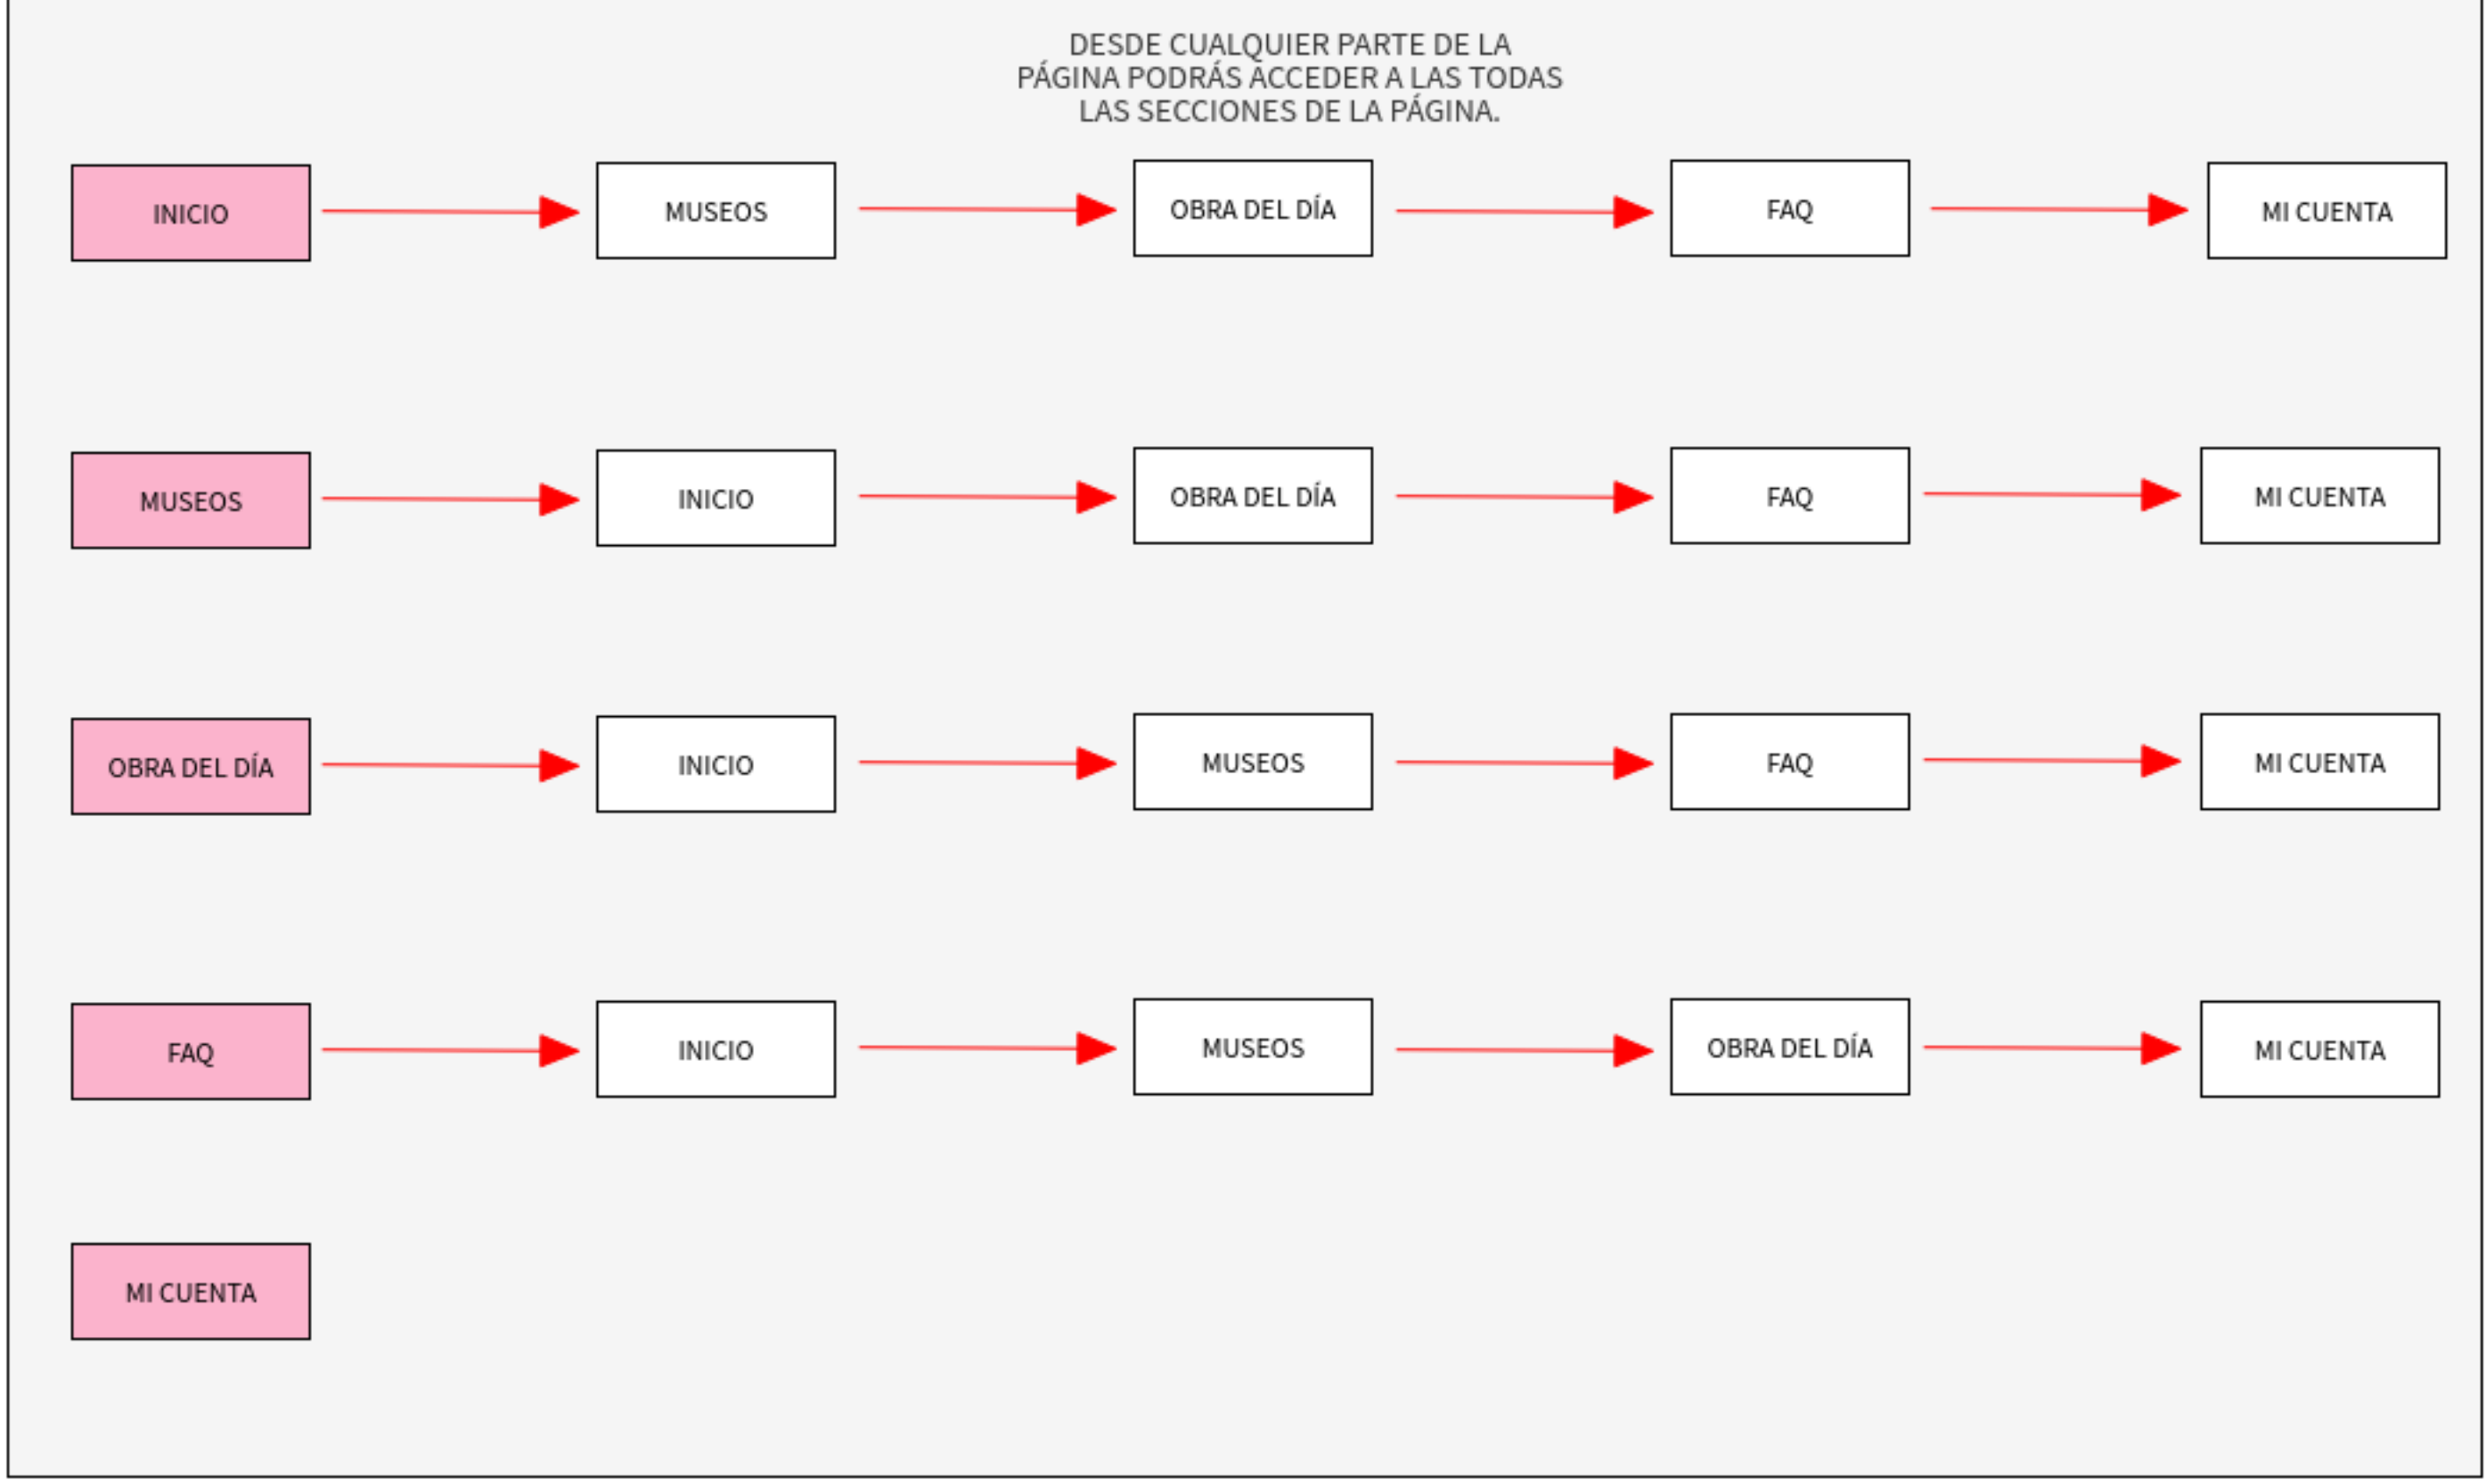 DESDE CUALQUIER PARTE DE LA
PÁGINA PODRÁS ACCEDER A LAS TODAS
LAS SECCIONES DE LA PÁGINA.
INICIO MUSEOS OBRA DEL DÍA FAQ MI CUENTA
MUSEOS INICIO OBRA DEL DÍA FAQ MI CUENTA
OBRA DEL DÍA INICIO MUSEOS FAQ MI CUENTA
FAQ INICIO MUSEOS OBRA DEL DÍA MI CUENTA
MI CUENTA